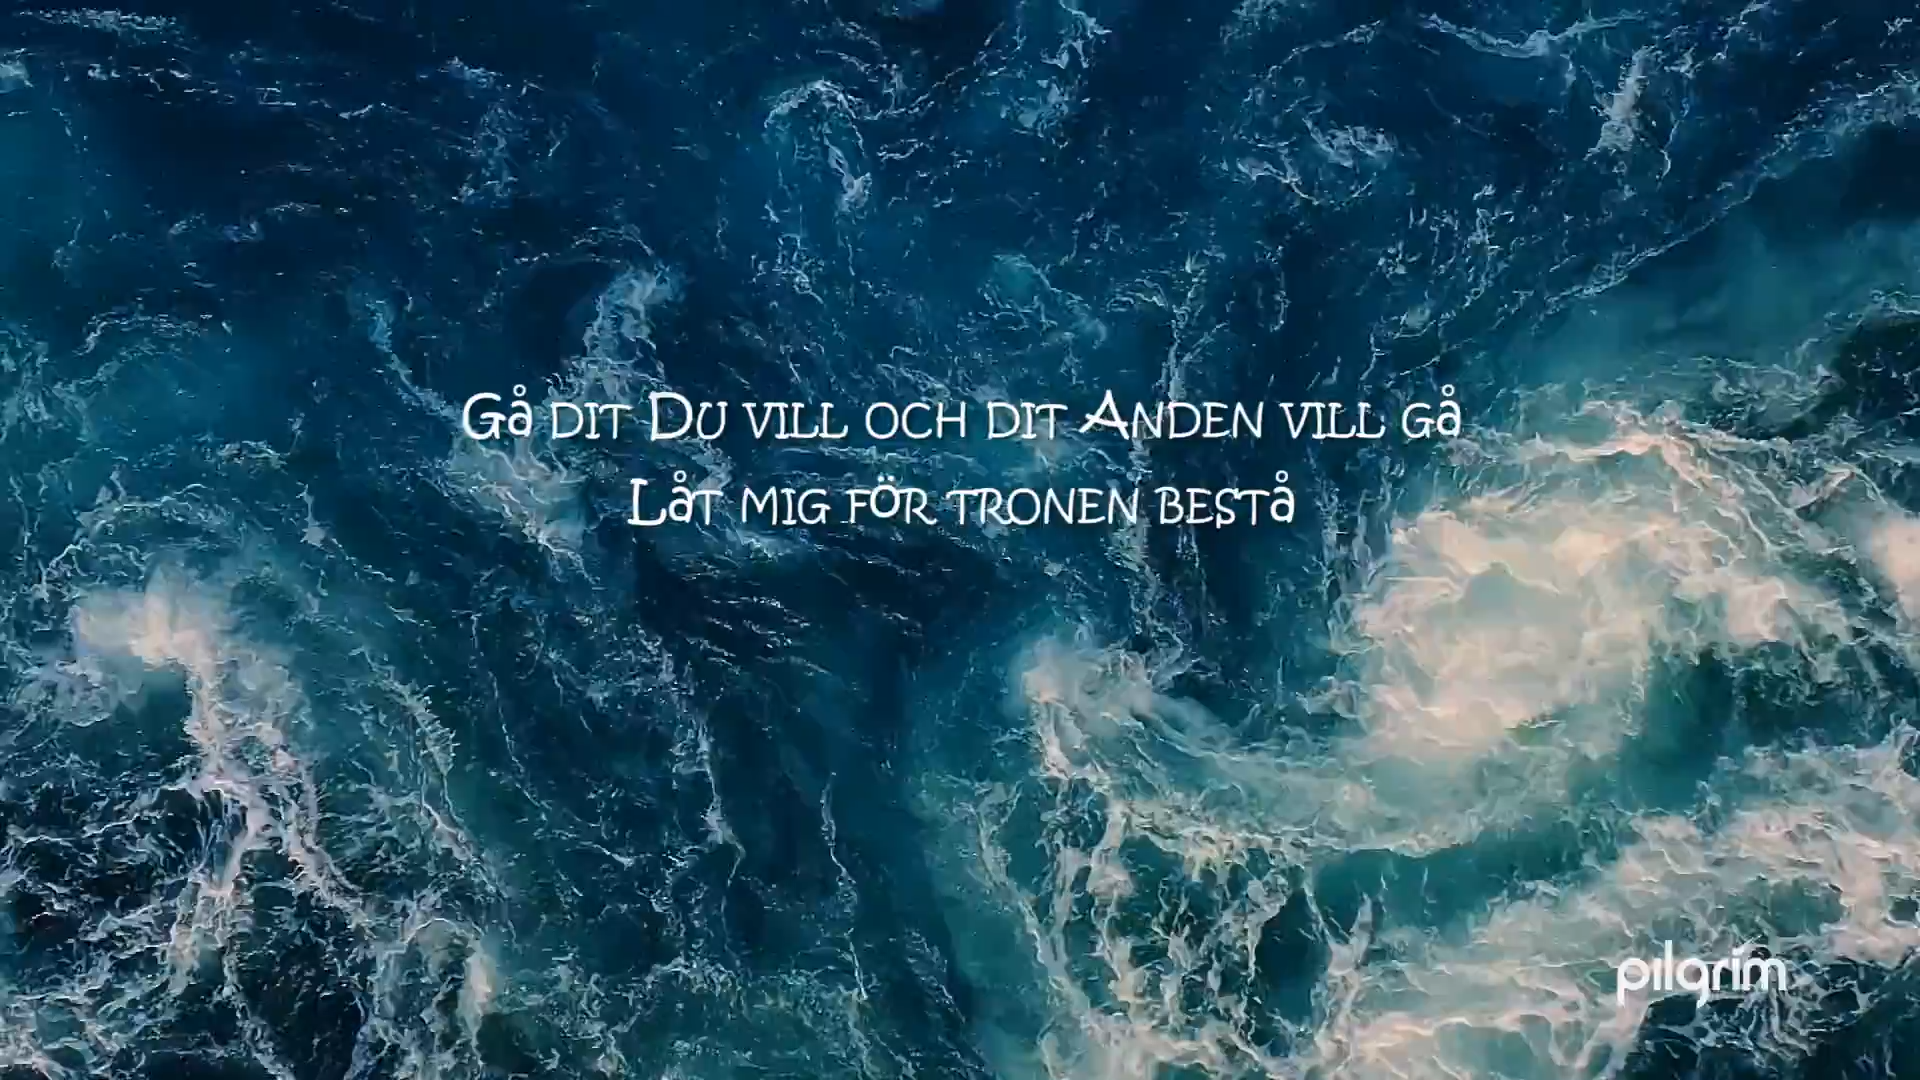 Gå dit Du vill och dit Anden vill gå
Låt mig för tronen bestå
pilgrim